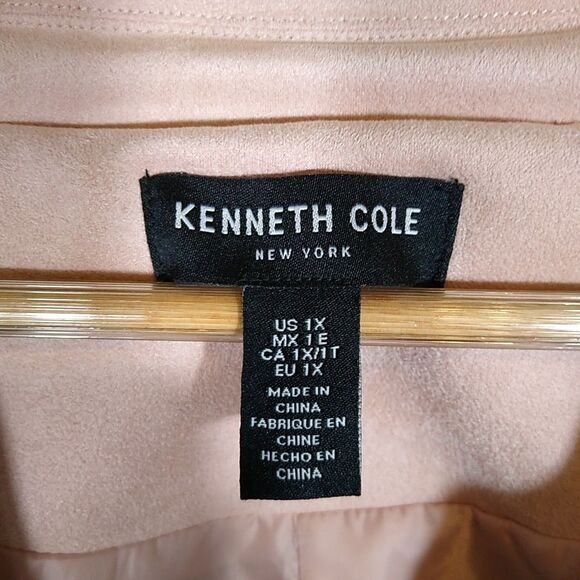 KENNETH COLE
NEW YORK
US 1X
MX 1 E
CA 1X/1T
EU 1X
MADE IN
CHINA
FABRIQUE EN
CHINE
HECHO EN
CHINA